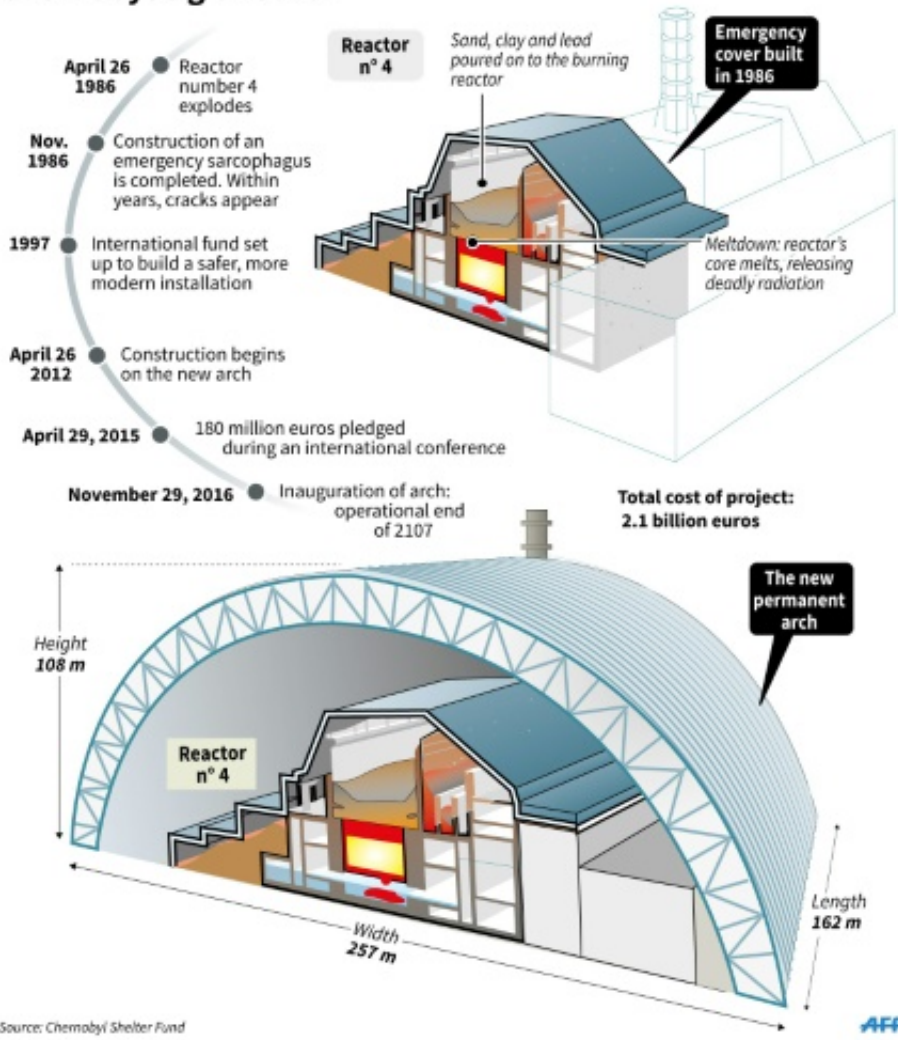 April 26
1986
Reactor
number 4
explodes
Nov.
1986
Construction of an
emergency sarcophagus
is completed. Within
years, cracks appear
1997
International fund set
up to build a safer, more
modern installation
April 26
2012
Construction begins
on the new arch
April 29, 2015
180 million euros pledged
during an international conference
November 29, 2016
Inauguration of arch:
operational end
of 2107
Reactor
n° 4
Sand, clay and lead
poured on to the burning
reactor
Emergency
cover built
in 1986
Meltdown: reactor's
core melts, releasing
deadly radiation
Total cost of project:
2.1 billion euros
The new
permanent
arch
Height
108 m
Reactor
n° 4
Width
257 m
Length
162 m
Source: Chernobyl Shelter Fund
AFP